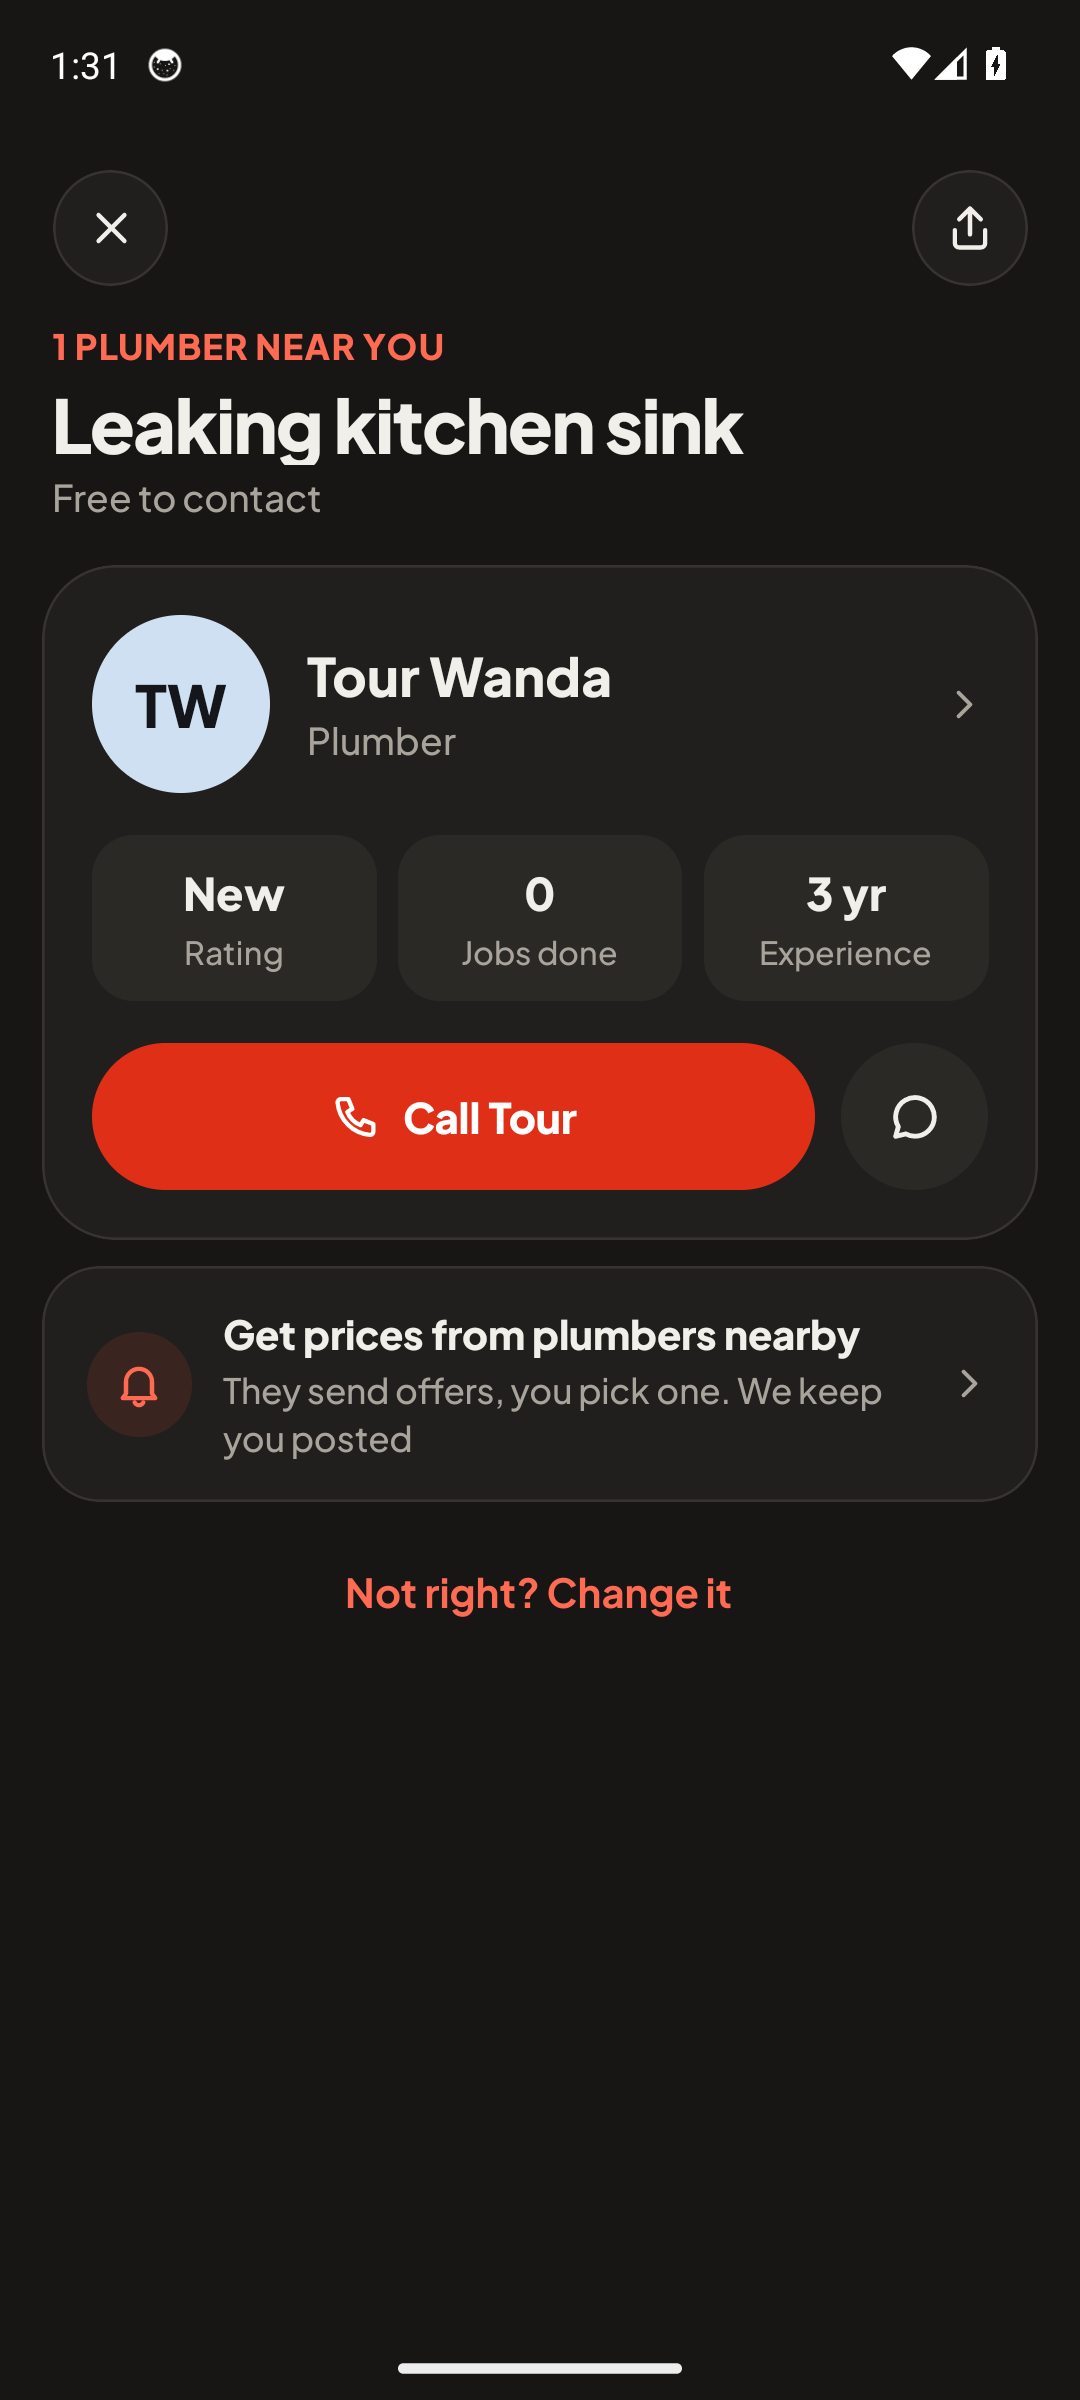 1:31
1 PLUMBER NEAR YOU
Leaking kitchen sink
Free to contact
TW
Tour Wanda
Plumber
New
Rating
0
Jobs done
3 yr
Experience
Call Tour
Get prices from plumbers nearby
They send offers, you pick one. We keep
you posted
Not right? Change it